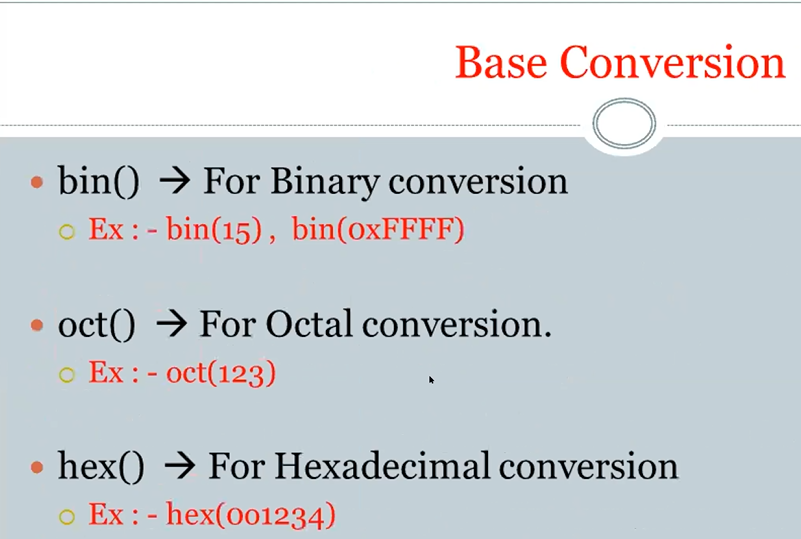 Base Conversion
• bin() → For Binary conversion
○ Ex : - bin(15) , bin(0xFFFF)
• oct() → For Octal conversion.
○ Ex : - oct(123)
• hex() → For Hexadecimal conversion
○ Ex : - hex(0o1234)